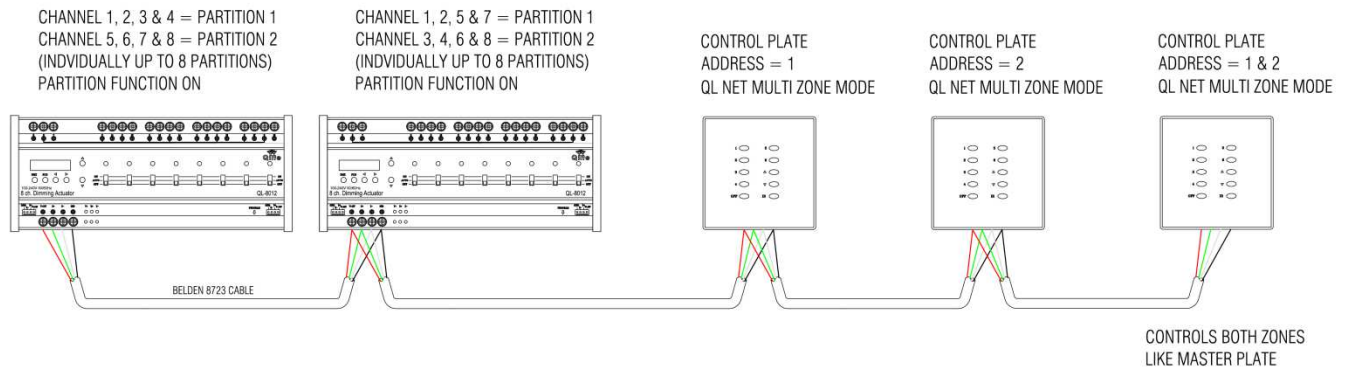 CHANNEL 1, 2, 3 & 4 = PARTITION 1
CHANNEL 5, 6, 7 & 8 = PARTITION 2
(INDVIDUALLY UP TO 8 PARTITIONS)
PARTITION FUNCTION ON
CHANNEL 1, 2, 5 & 7 = PARTITION 1
CHANNEL 3, 4, 6 & 8 = PARTITION 2
(INDVIDUALLY UP TO 8 PARTITIONS)
PARTITION FUNCTION ON
CONTROL PLATE
ADDRESS = 1
QL NET MULTI ZONE MODE
CONTROL PLATE
ADDRESS = 2
QL NET MULTI ZONE MODE
CONTROL PLATE
ADDRESS = 1 & 2
QL NET MULTI ZONE MODE
8 ch. Dimming Actuator
QL-8012
8 ch. Dimming Actuator
QL-8012
OFF
OFF
OFF
BELDEN 8723 CABLE
CONTROLS BOTH ZONES
LIKE MASTER PLATE